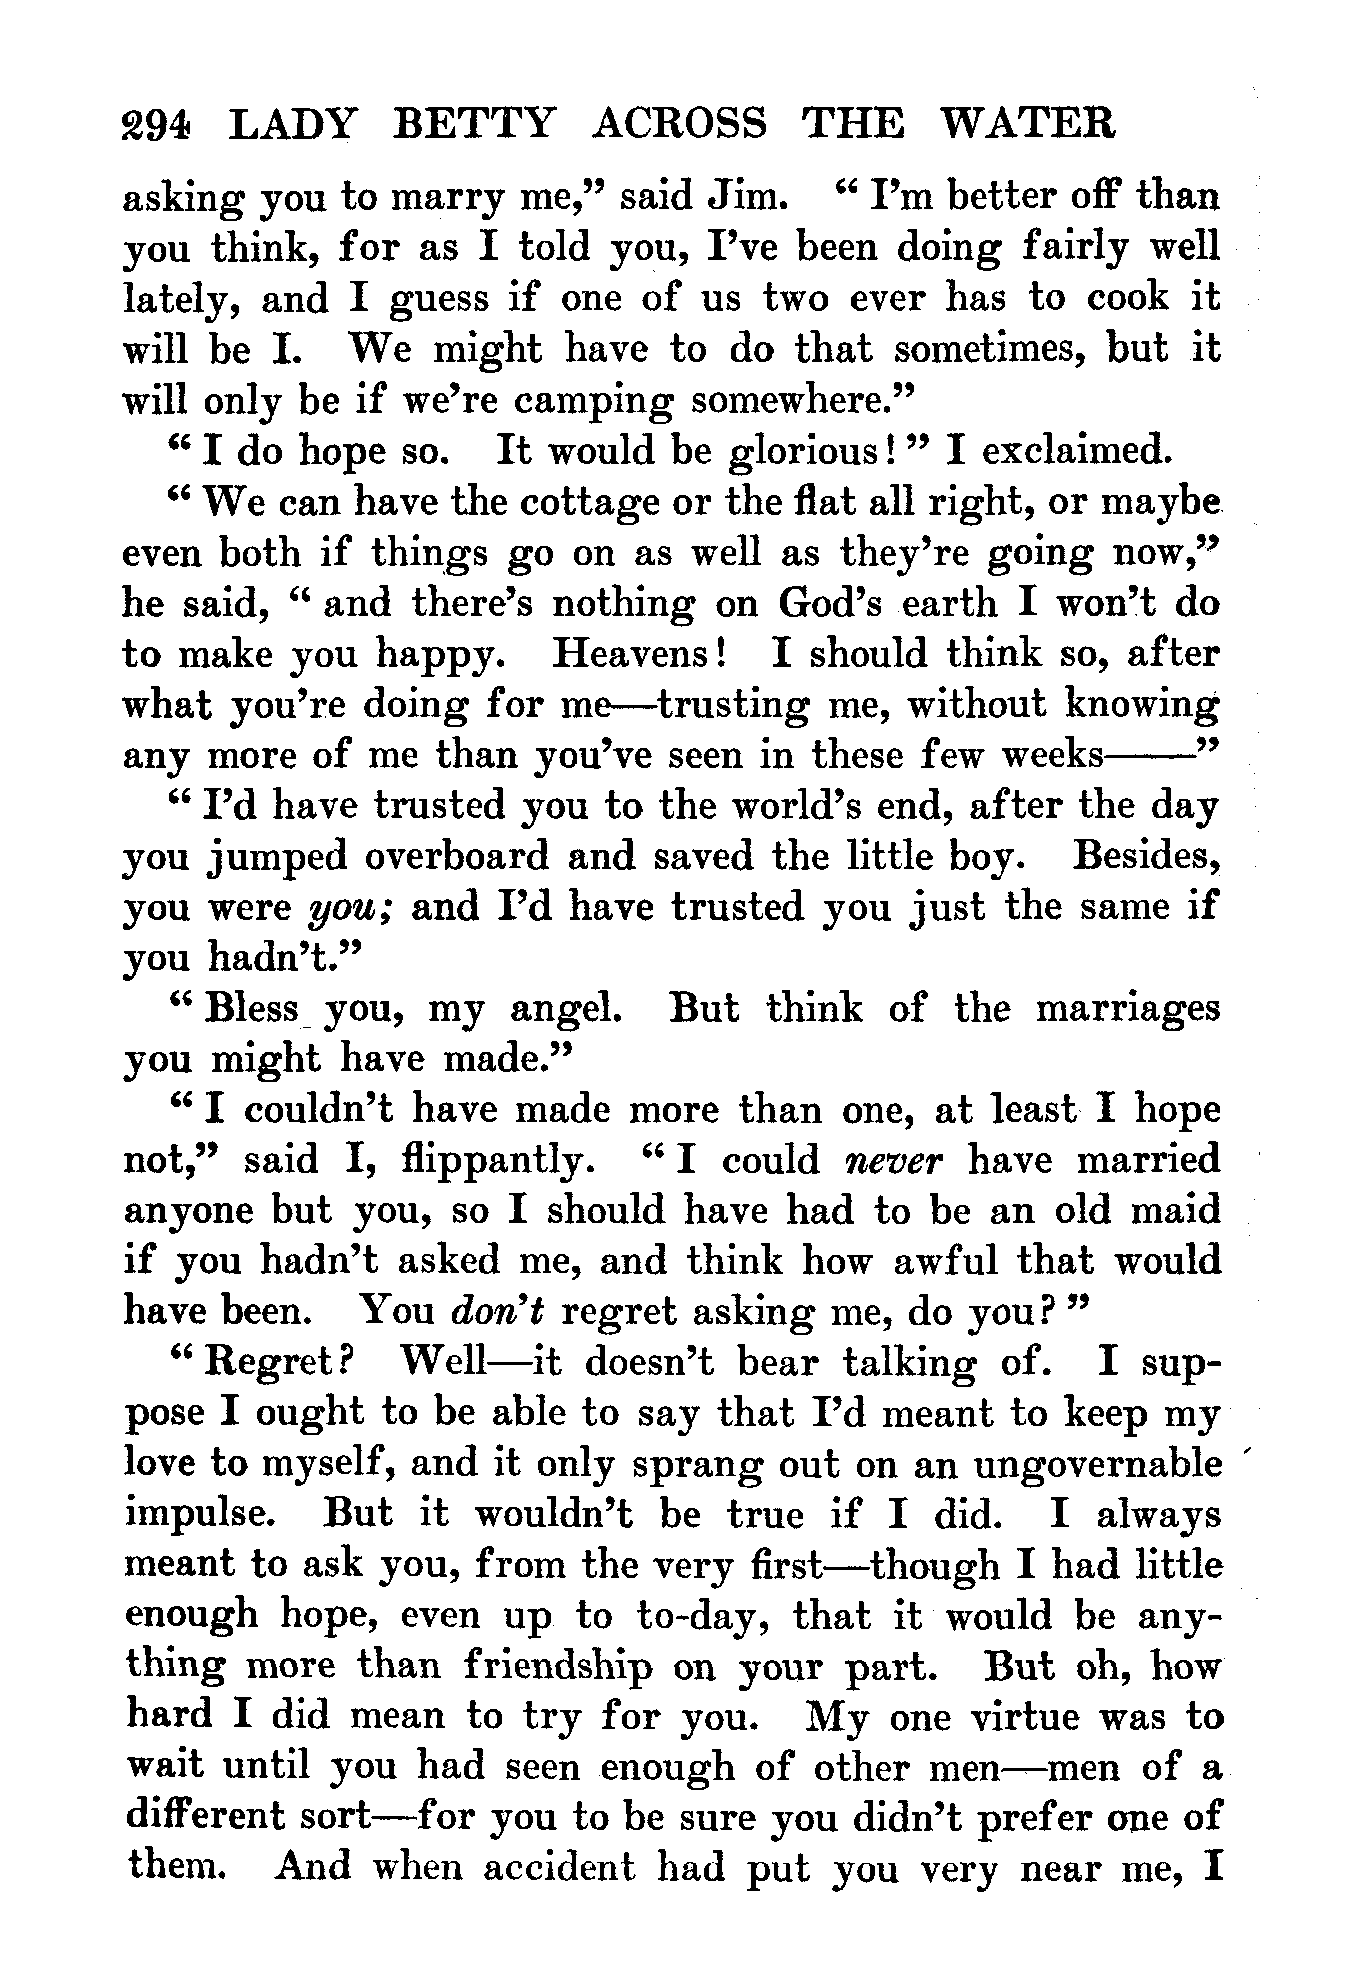 294 LADY BETTY ACROSS THE WATER
asking you to marry me,” said Jim. “ I’m better off than
you think, for as I told you, I’ve been doing fairly well
lately, and I guess if one of us two ever has to cook it
will be I. We might have to do that sometimes, but it
will only be if we’re camping somewhere.”
“ I do hope so. It would be glorious! ” I exclaimed.
“ We can have the cottage or the flat all right, or maybe
even both if things go on as well as they’re going now,”
he said, “ and there’s nothing on God’s earth I won’t do
to make you happy. Heavens! I should think so, after
what you’re doing for me—trusting me, without knowing
any more of me than you’ve seen in these few weeks——”
“ I’d have trusted you to the world’s end, after the day
you jumped overboard and saved the little boy. Besides,
you were you; and I’d have trusted you just the same if
you hadn’t.”
“ Bless you, my angel. But think of the marriages
you might have made.”
“ I couldn’t have made more than one, at least I hope
not,” said I, flippantly. “ I could never have married
anyone but you, so I should have had to be an old maid
if you hadn’t asked me, and think how awful that would
have been. You don’t regret asking me, do you? ”
“ Regret? Well—it doesn’t bear talking of. I sup-
pose I ought to be able to say that I’d meant to keep my
love to myself, and it only sprang out on an ungovernable
impulse. But it wouldn’t be true if I did. I always
meant to ask you, from the very first—though I had little
enough hope, even up to to-day, that it would be any-
thing more than friendship on your part. But oh, how
hard I did mean to try for you. My one virtue was to
wait until you had seen enough of other men—men of a
different sort—for you to be sure you didn’t prefer one of
them. And when accident had put you very near me, I